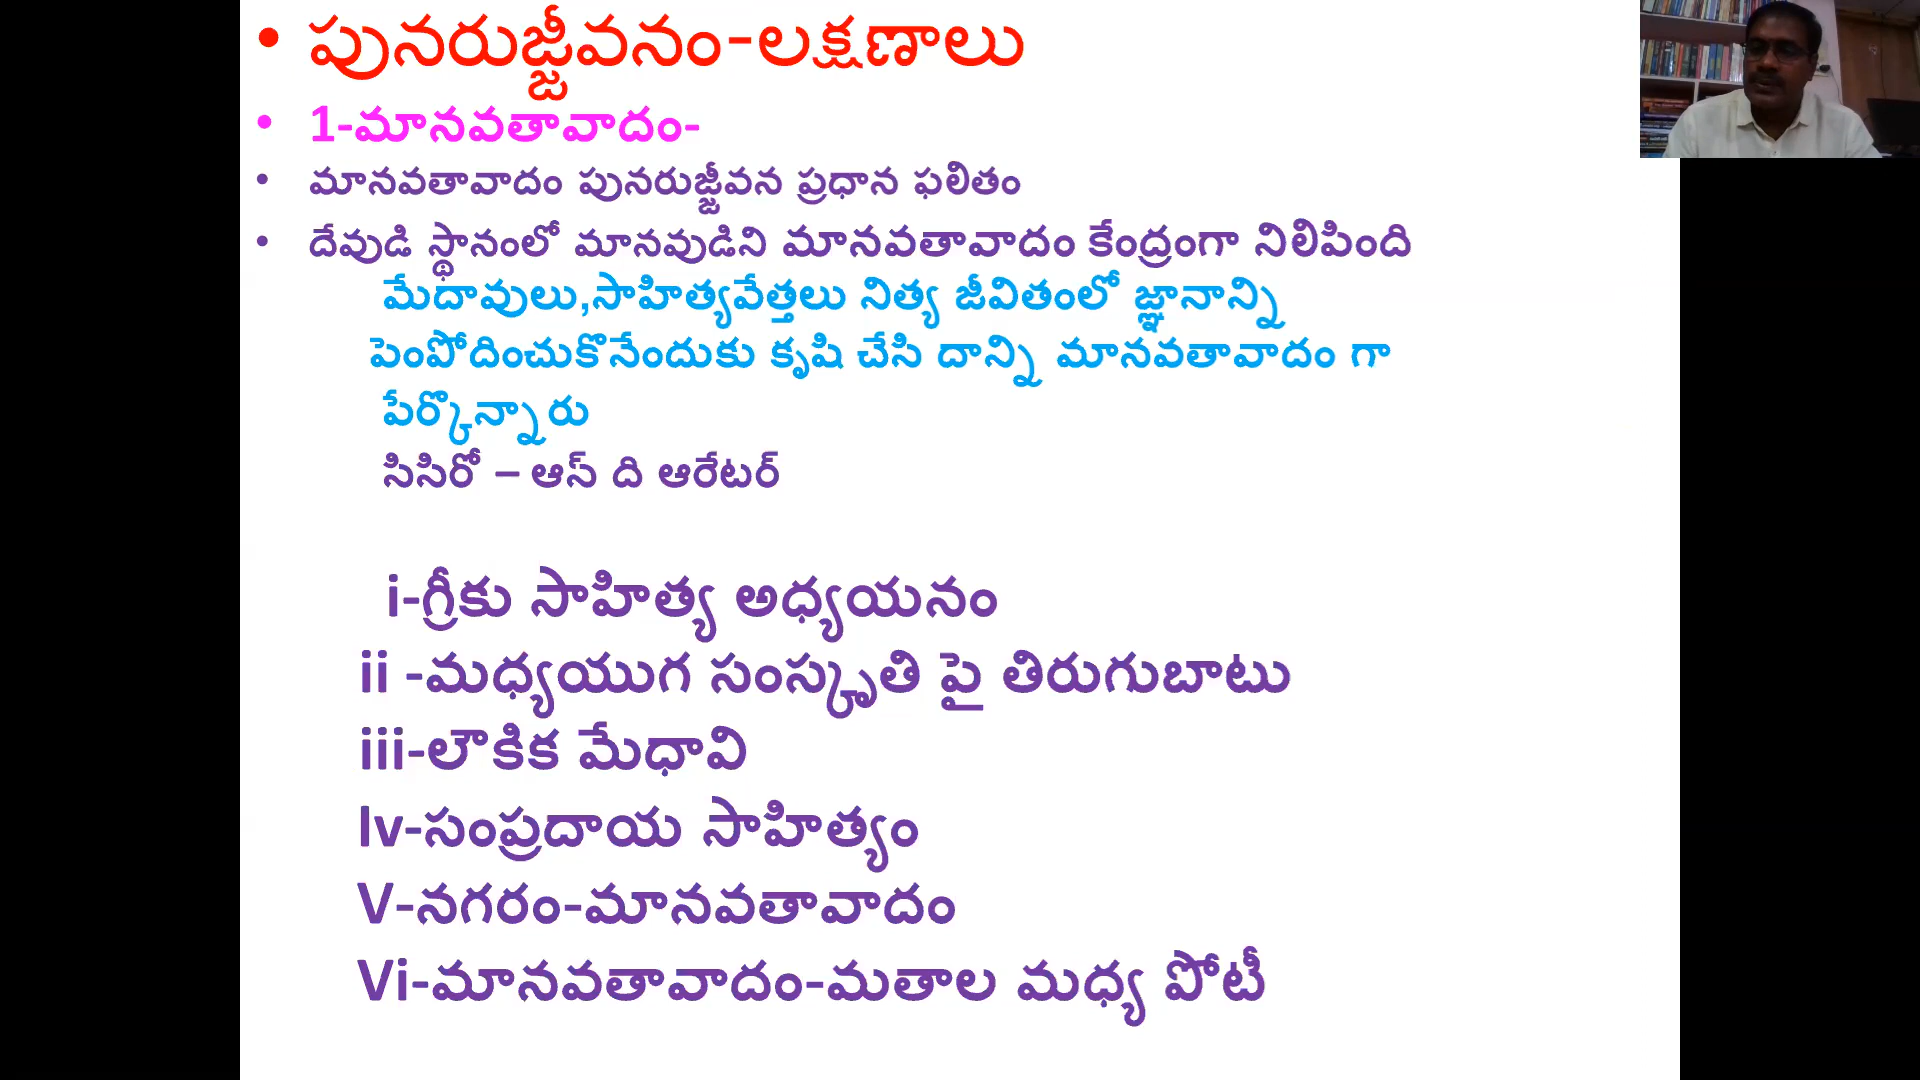 • పునరుజ్జీవనం-లక్షణాలు
• 1-మానవతావాదం-
• మానవతావాదం పునరుజ్జీవన ప్రధాన ఫలితం
• దేవుడి స్థానంలో మానవుడిని మానవతావాదం కేంద్రంగా నిలిపింది
మేదావులు,సాహిత్యవేత్తలు నిత్య జీవితంలో జ్ఞానాన్ని
పెంపోదించుకొనేందుకు కృషి చేసి దాన్ని మానవతావాదం గా
పేర్కొన్నారు
సిసిరో – ఆస్ ది ఆరేటర్
i-గ్రీకు సాహిత్య అధ్యయనం
ii -మధ్యయుగ సంస్కృతి పై తిరుగుబాటు
iii-లౌకిక మేధావి
Iv-సంప్రదాయ సాహిత్యం
V-నగరం-మానవతావాదం
Vi-మానవతావాదం-మతాల మధ్య పోటీ